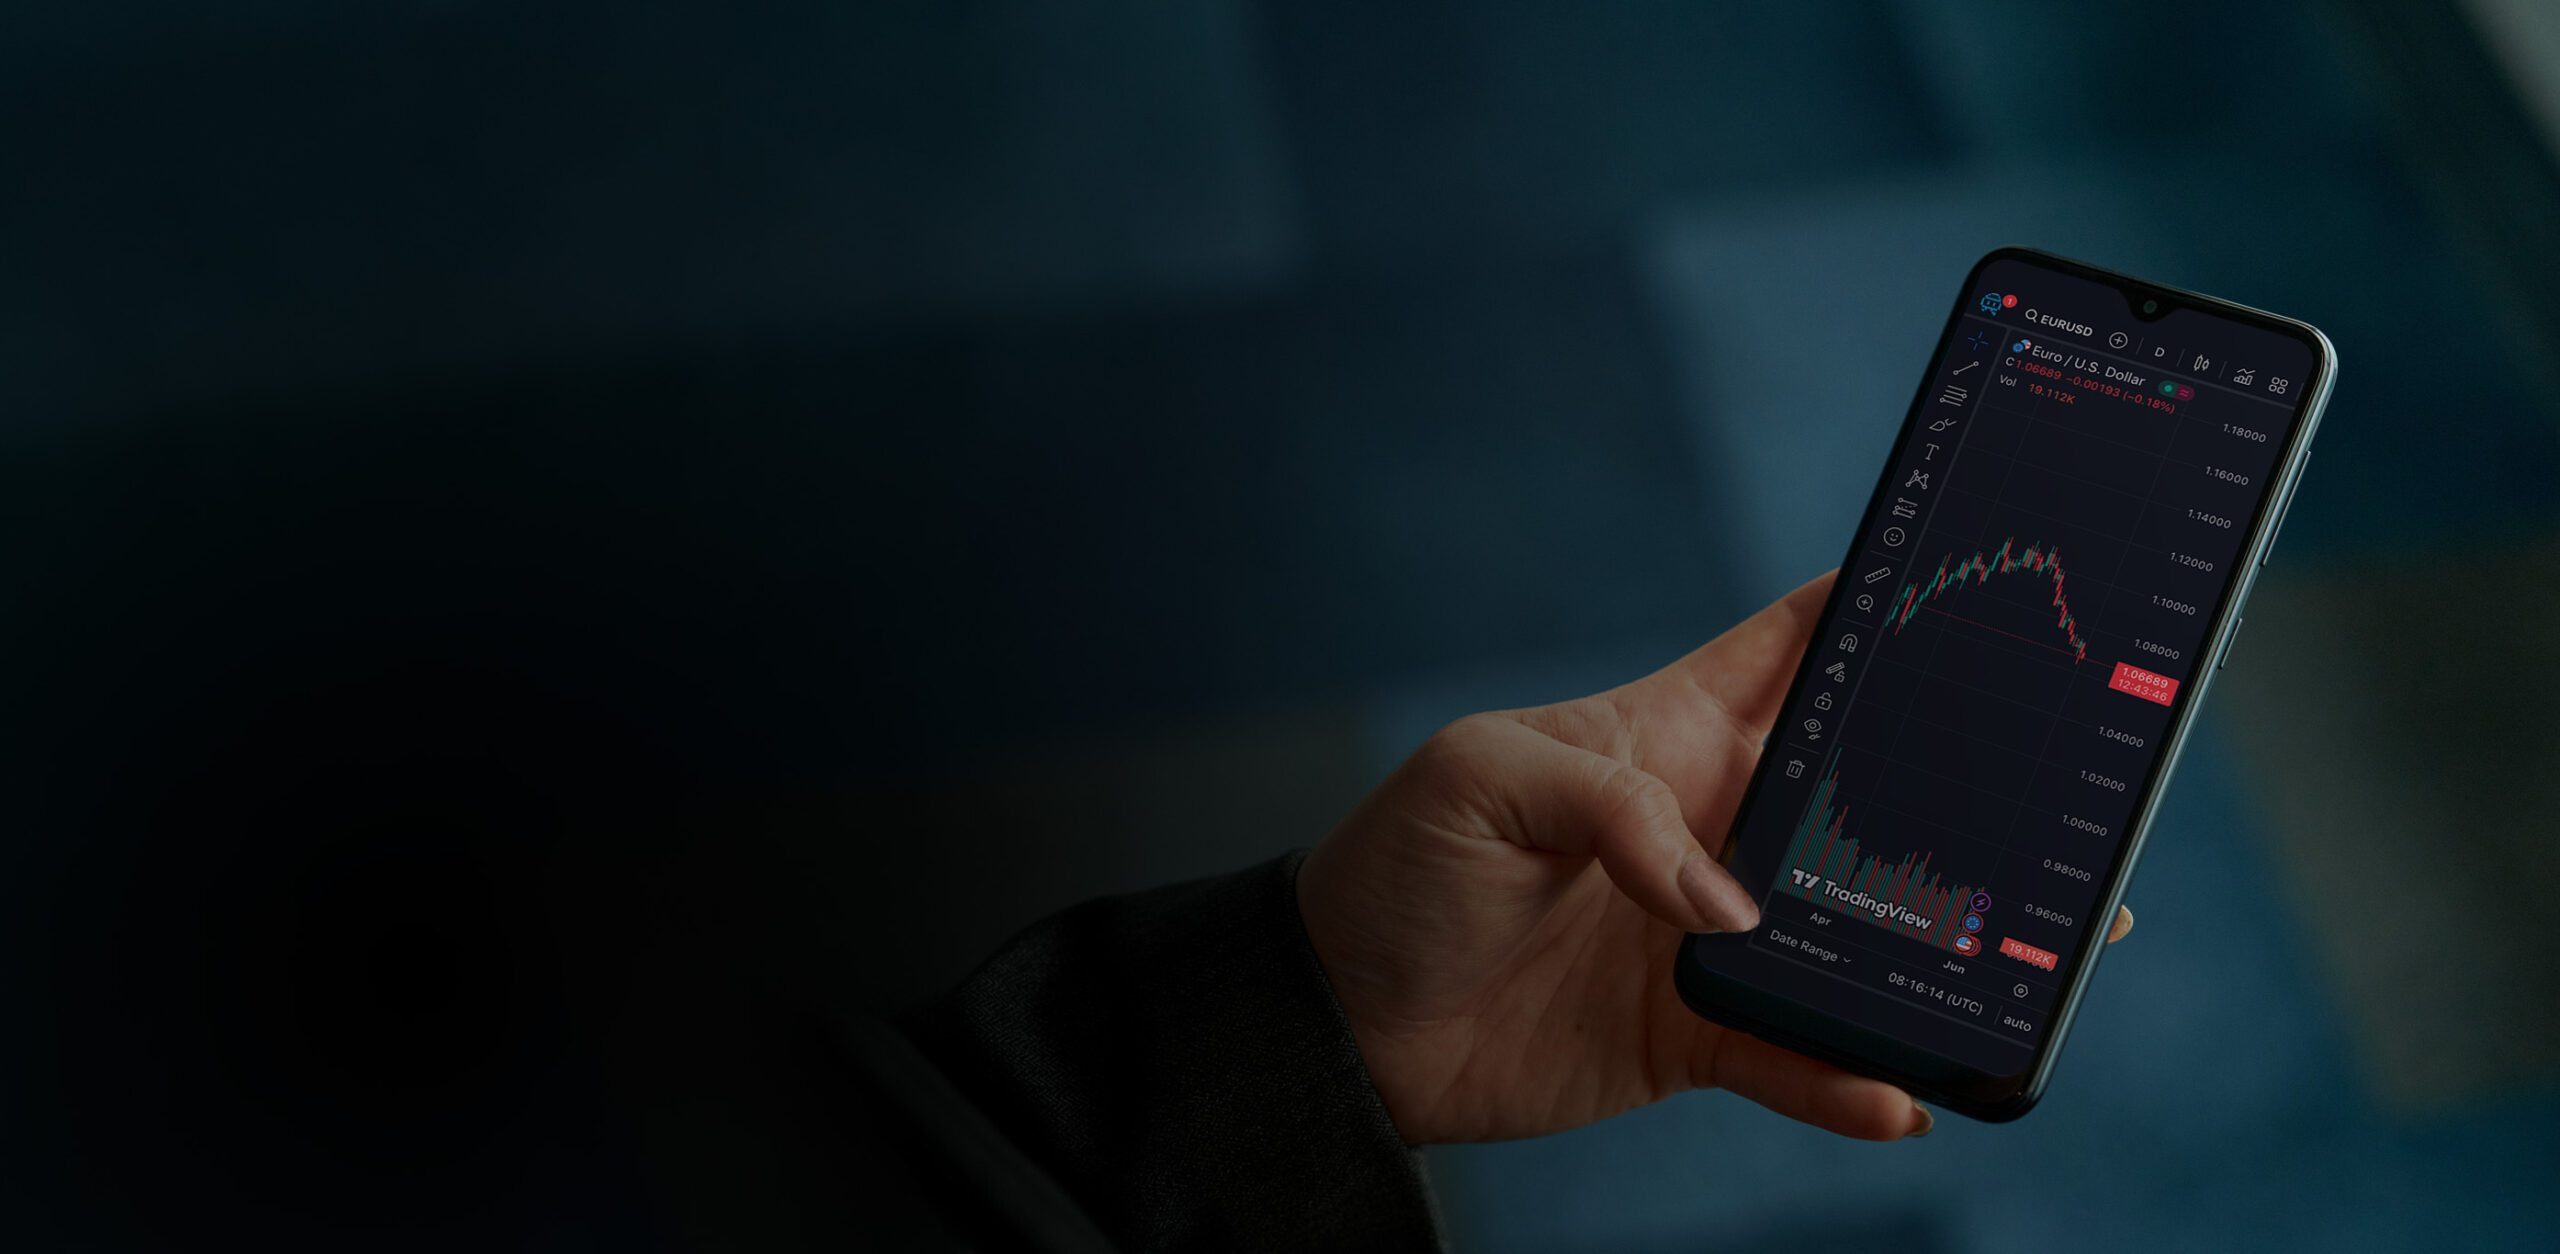 1
EURUSD
D
Euro / U.S. Dollar
C1.06689 −0.00193 (−0.18%)
Vol 19.112K
1.18000
1.16000
1.14000
1.12000
1.10000
1.08000
1.06689
12:43:46
1.04000
1.02000
1.00000
0.98000
0.96000
19.112K
TradingView
Apr
Jun
Date Range
08:16:14 (UTC)
auto